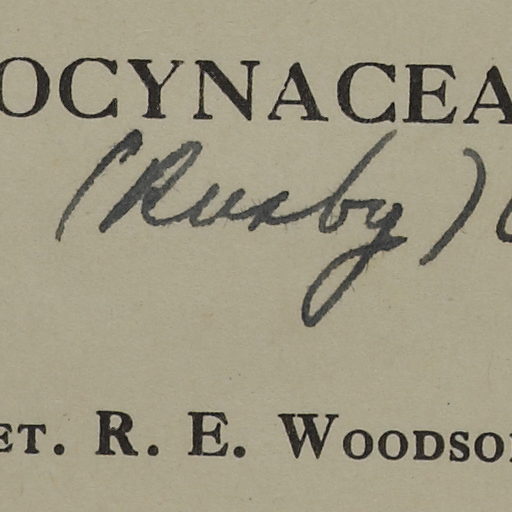 OCYNACEA
(Rusby) (
ET. R. E. WOODSO